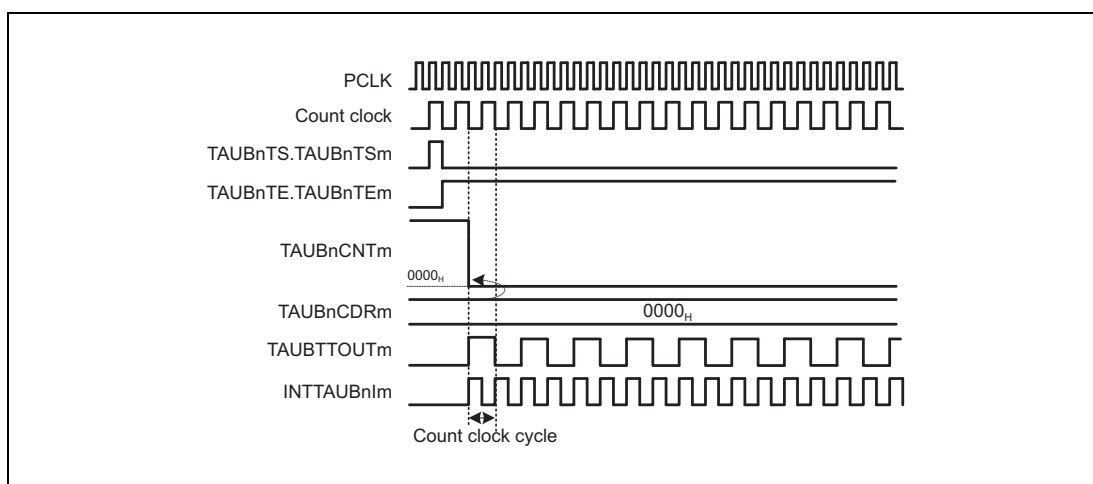 PCLK
Count clock
TAUBnTS.TAUBnTSm
TAUBnTE.TAUBnTEm
TAUBnCNTm
0000H
TAUBnCDRm
0000H
TAUBTTOUTm
INTTAUBnIm
Count clock cycle